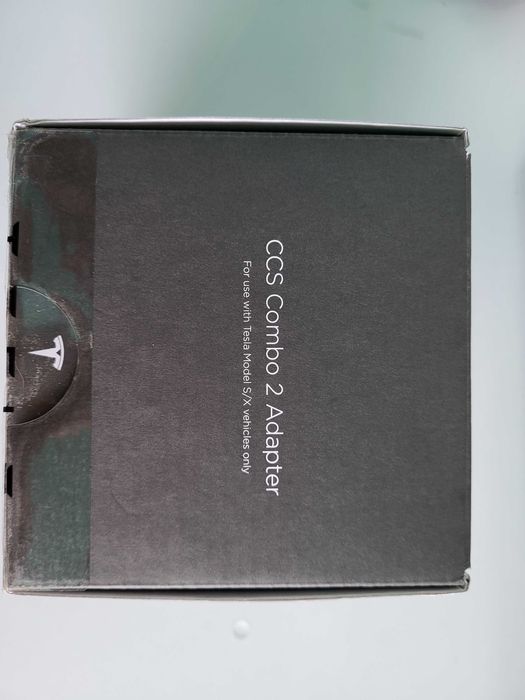 CCS Combo 2 Adapter
For use with Tesla Model S/X vehicles only